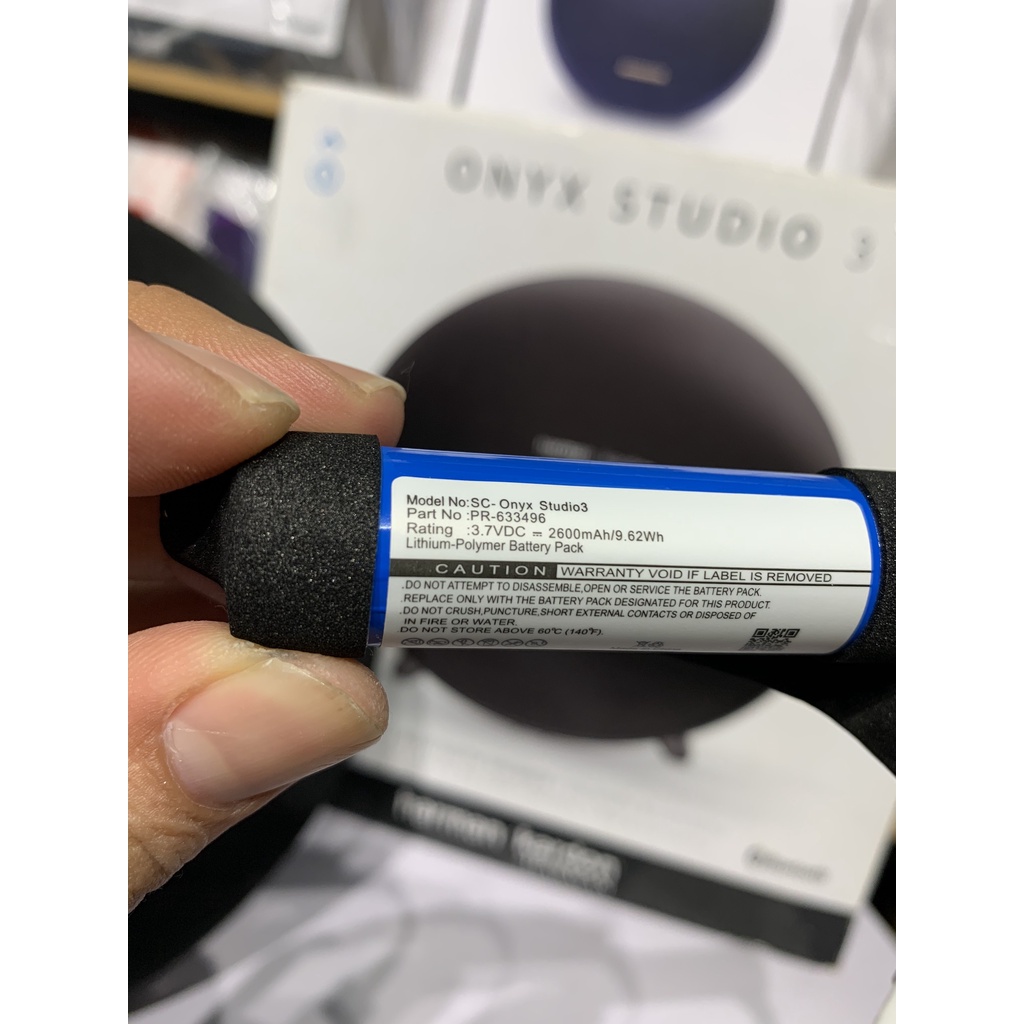 ONYX STUDIO 3
Model No:SC- Onyx Studio3
Part No :PR-633496
Rating :3.7VDC ⎓ 2600mAh/9.62Wh
Lithium-Polymer Battery Pack
CAUTION WARRANTY VOID IF LABEL IS REMOVED
.DO NOT ATTEMPT TO DISASSEMBLE,OPEN OR SERVICE THE BATTERY PACK.
.REPLACE ONLY WITH THE BATTERY PACK DESIGNATED FOR THIS PRODUCT.
.DO NOT CRUSH,PUNCTURE,SHORT EXTERNAL CONTACTS OR DISPOSED OF
IN FIRE OR WATER.
DO NOT STORE ABOVE 60℃ (140℉).
harman kardon